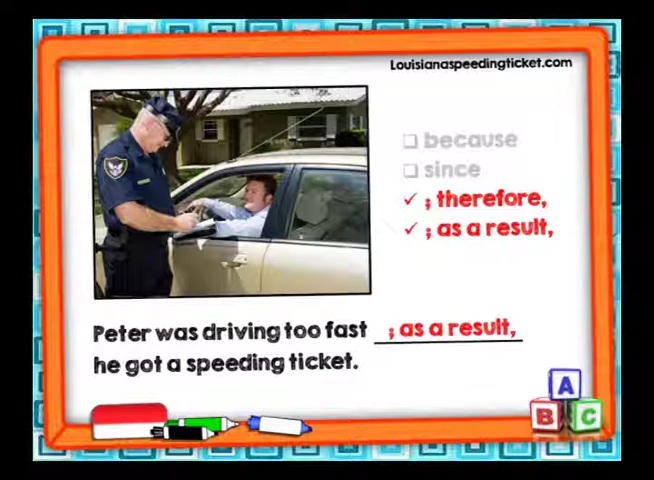 Louisianaspeedingticket.com
because
since
; therefore,
; as a result,
Peter was driving too fast ; as a result,
he got a speeding ticket.
A
B C